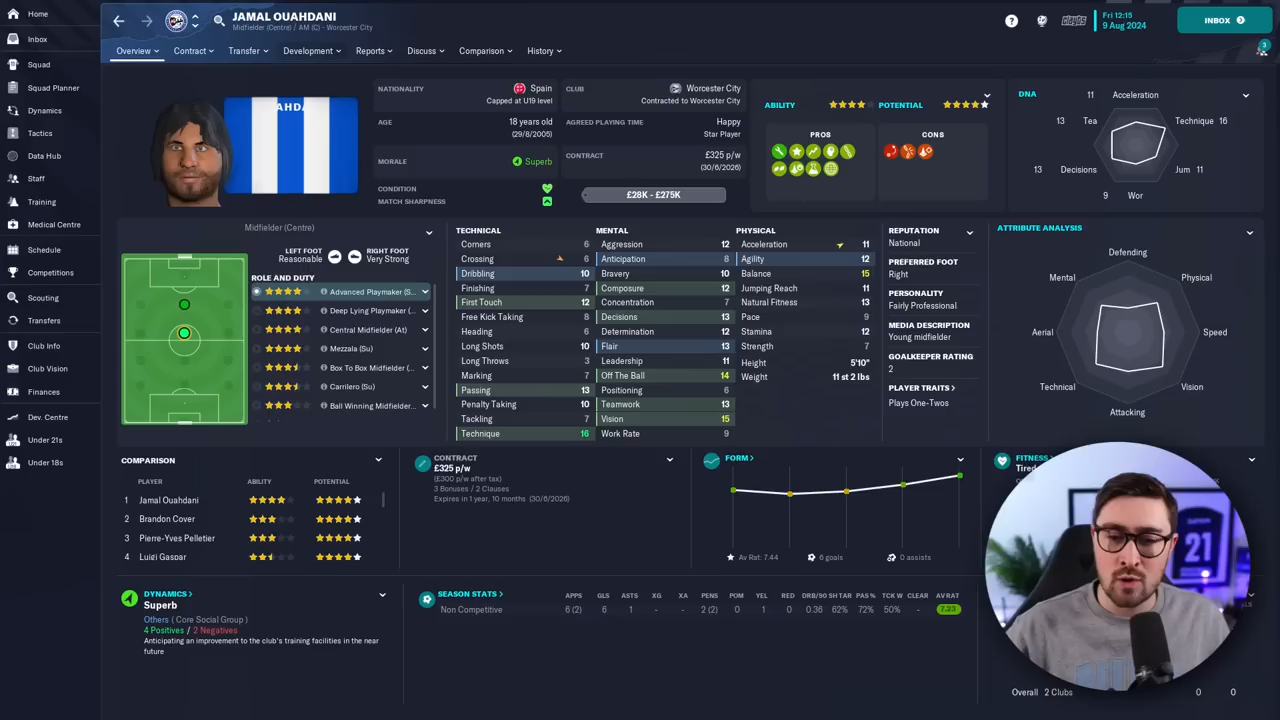 Home
Inbox
Squad
Squad Planner
Dynamics
Tactics
Data Hub
Staff
Training
Medical Centre
Schedule
Competitions
Scouting
Transfers
Club Info
Club Vision
Finances
Dev. Centre
Under 21s
Under 18s
JAMAL OUAHDANI
Midfielder (Centre) / AM (C) - Worcester City
Fri 12:15
9 Aug 2024
INBOX
3
Overview
Contract
Transfer
Development
Reports
Discuss
Comparison
History
AHDA
NATIONALITY
Spain
Capped at U19 level
AGE
18 years old
(29/8/2005)
MORALE
Superb
CONDITION
MATCH SHARPNESS
CLUB
Worcester City
Contracted to Worcester City
AGREED PLAYING TIME
Happy
Star Player
CONTRACT
£325 p/w
(30/6/2026)
£28K - £275K
ABILITY
POTENTIAL
PROS
CONS
DNA
11 Acceleration
13 Tea
Technique 16
13 Decisions
Jum 11
9 Wor
Midfielder (Centre)
LEFT FOOT
Reasonable
RIGHT FOOT
Very Strong
ROLE AND DUTY
Advanced Playmaker (S...
Deep Lying Playmaker (...
Central Midfielder (At)
Mezzala (Su)
Box To Box Midfielder (...
Carrilero (Su)
Ball Winning Midfielder...
TECHNICAL
Corners 6
Crossing 6
Dribbling 10
Finishing 7
First Touch 12
Free Kick Taking 8
Heading 6
Long Shots 10
Long Throws 3
Marking 7
Passing 13
Penalty Taking 10
Tackling 7
Technique 16
MENTAL
Aggression 12
Anticipation 8
Bravery 10
Composure 12
Concentration 7
Decisions 13
Determination 12
Flair 13
Leadership 11
Off The Ball 14
Positioning 6
Teamwork 13
Vision 15
Work Rate 9
PHYSICAL
Acceleration 11
Agility 12
Balance 15
Jumping Reach 11
Natural Fitness 13
Pace 9
Stamina 12
Strength 7
Height 5'10"
Weight 11 st 2 lbs
REPUTATION
National
PREFERRED FOOT
Right
PERSONALITY
Fairly Professional
MEDIA DESCRIPTION
Young midfielder
GOALKEEPER RATING
2
PLAYER TRAITS >
Plays One-Twos
ATTRIBUTE ANALYSIS
Defending
Mental
Physical
Aerial
Speed
Technical
Vision
Attacking
COMPARISON
PLAYER ABILITY POTENTIAL
1 Jamal Ouahdani
2 Brandon Cover
3 Pierre-Yves Pelletier
4 Luigi Gaspar
CONTRACT
£325 p/w
(£300 p/w after tax)
3 Bonuses / 2 Clauses
Expires in 1 year, 10 months (30/6/2026)
FORM >
Av Rat: 7.44
6 goals
0 assists
FITNESS
Tired
21
DYNAMICS >
Superb
Others ( Core Social Group )
4 Positives / 2 Negatives
Anticipating an improvement to the club's training facilities in the near
future
SEASON STATS >
APPS GLS ASTS XG XA PENS POM YEL RED DRB/90 SH TAR PAS % TCK W CLEAR AV RAT
Non Competitive 6 (2) 6 1 - - 2 (2) 0 1 0 0.36 62% 72% 50% - 7.23
Overall 2 Clubs 0 0